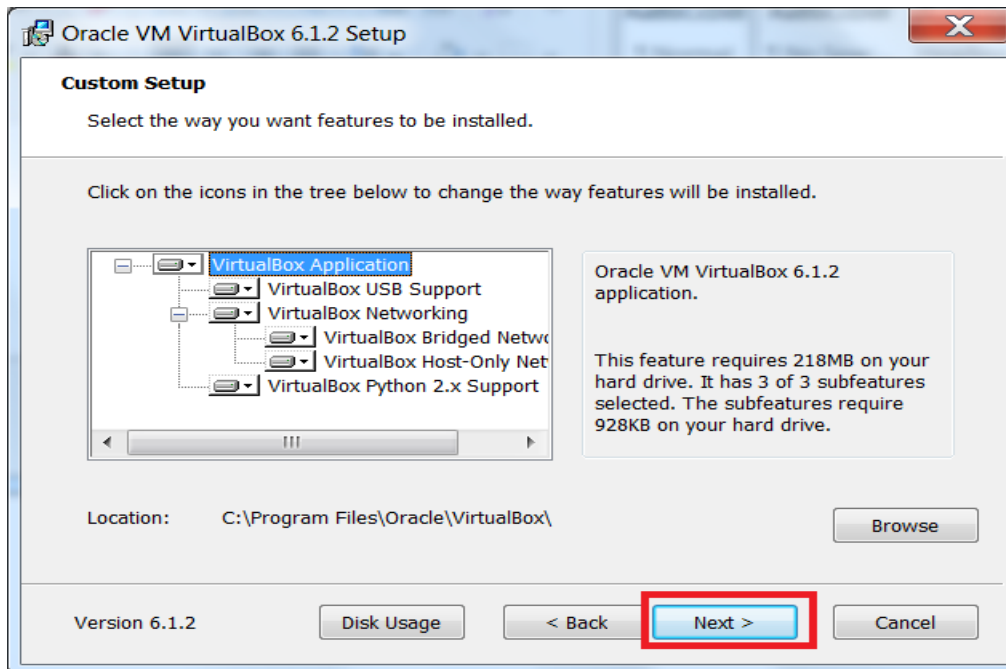 Oracle VM VirtualBox 6.1.2 Setup
Custom Setup
Select the way you want features to be installed.
Click on the icons in the tree below to change the way features will be installed.
VirtualBox Application
VirtualBox USB Support
VirtualBox Networking
VirtualBox Bridged Netwo
VirtualBox Host-Only Net
VirtualBox Python 2.x Support
Oracle VM VirtualBox 6.1.2
application.
This feature requires 218MB on your
hard drive. It has 3 of 3 subfeatures
selected. The subfeatures require
928KB on your hard drive.
Location: C:\Program Files\Oracle\VirtualBox\
Browse
Version 6.1.2
Disk Usage
< Back
Next >
Cancel